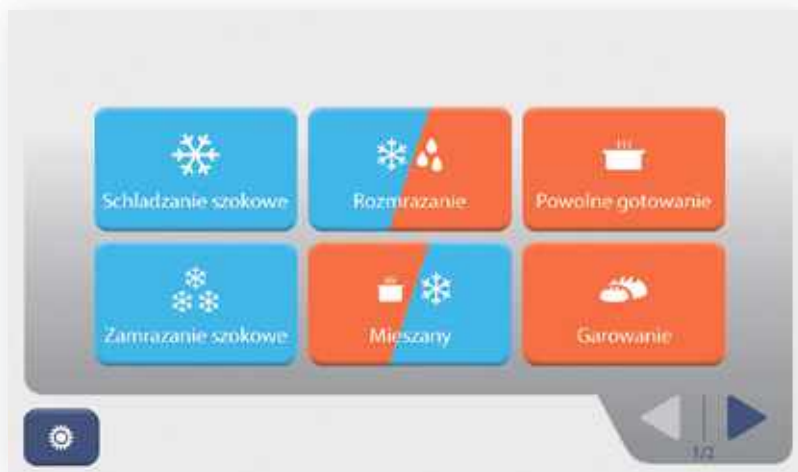 Schladzanie szokowe
Rozmrazanie
Powolne gotowanie
Zamrazanie szokowe
Mieszany
Garowanie
1/2